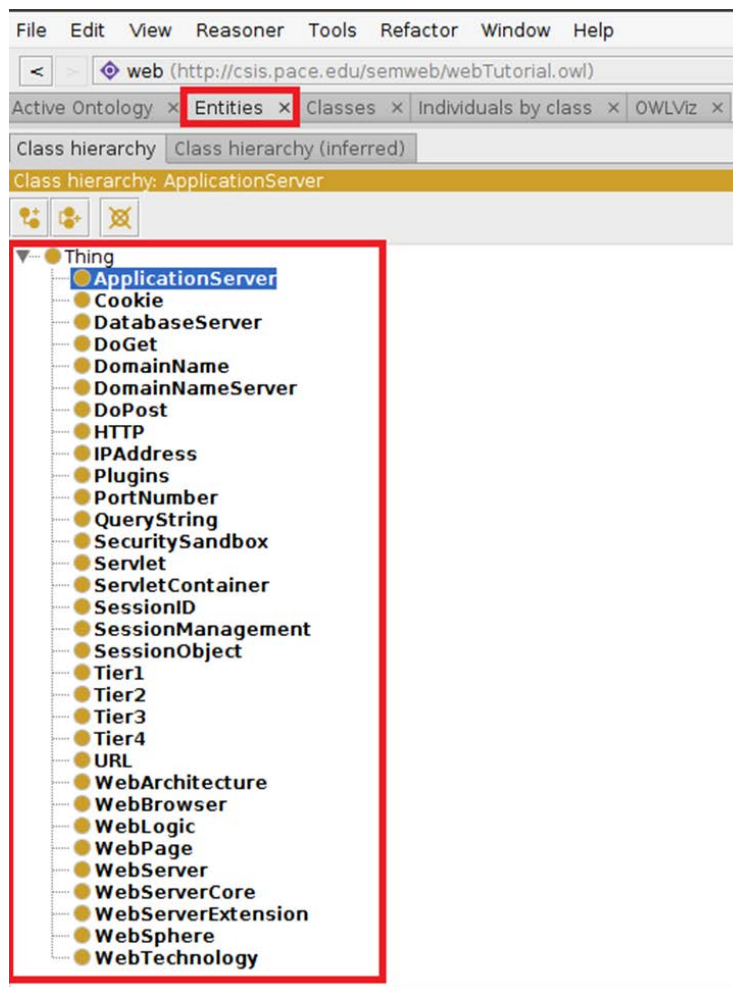 File Edit View Reasoner Tools Refactor Window Help
< > web (http://csis.pace.edu/semweb/webTutorial.owl)
Active Ontology × Entities × Classes × Individuals by class × OWLViz ×
Class hierarchy Class hierarchy (inferred)
Class hierarchy: ApplicationServer
Thing
ApplicationServer
Cookie
DatabaseServer
DoGet
DomainName
DomainNameServer
DoPost
HTTP
IPAddress
Plugins
PortNumber
QueryString
SecuritySandbox
Servlet
ServletContainer
SessionID
SessionManagement
SessionObject
Tier1
Tier2
Tier3
Tier4
URL
WebArchitecture
WebBrowser
WebLogic
WebPage
WebServer
WebServerCore
WebServerExtension
WebSphere
WebTechnology